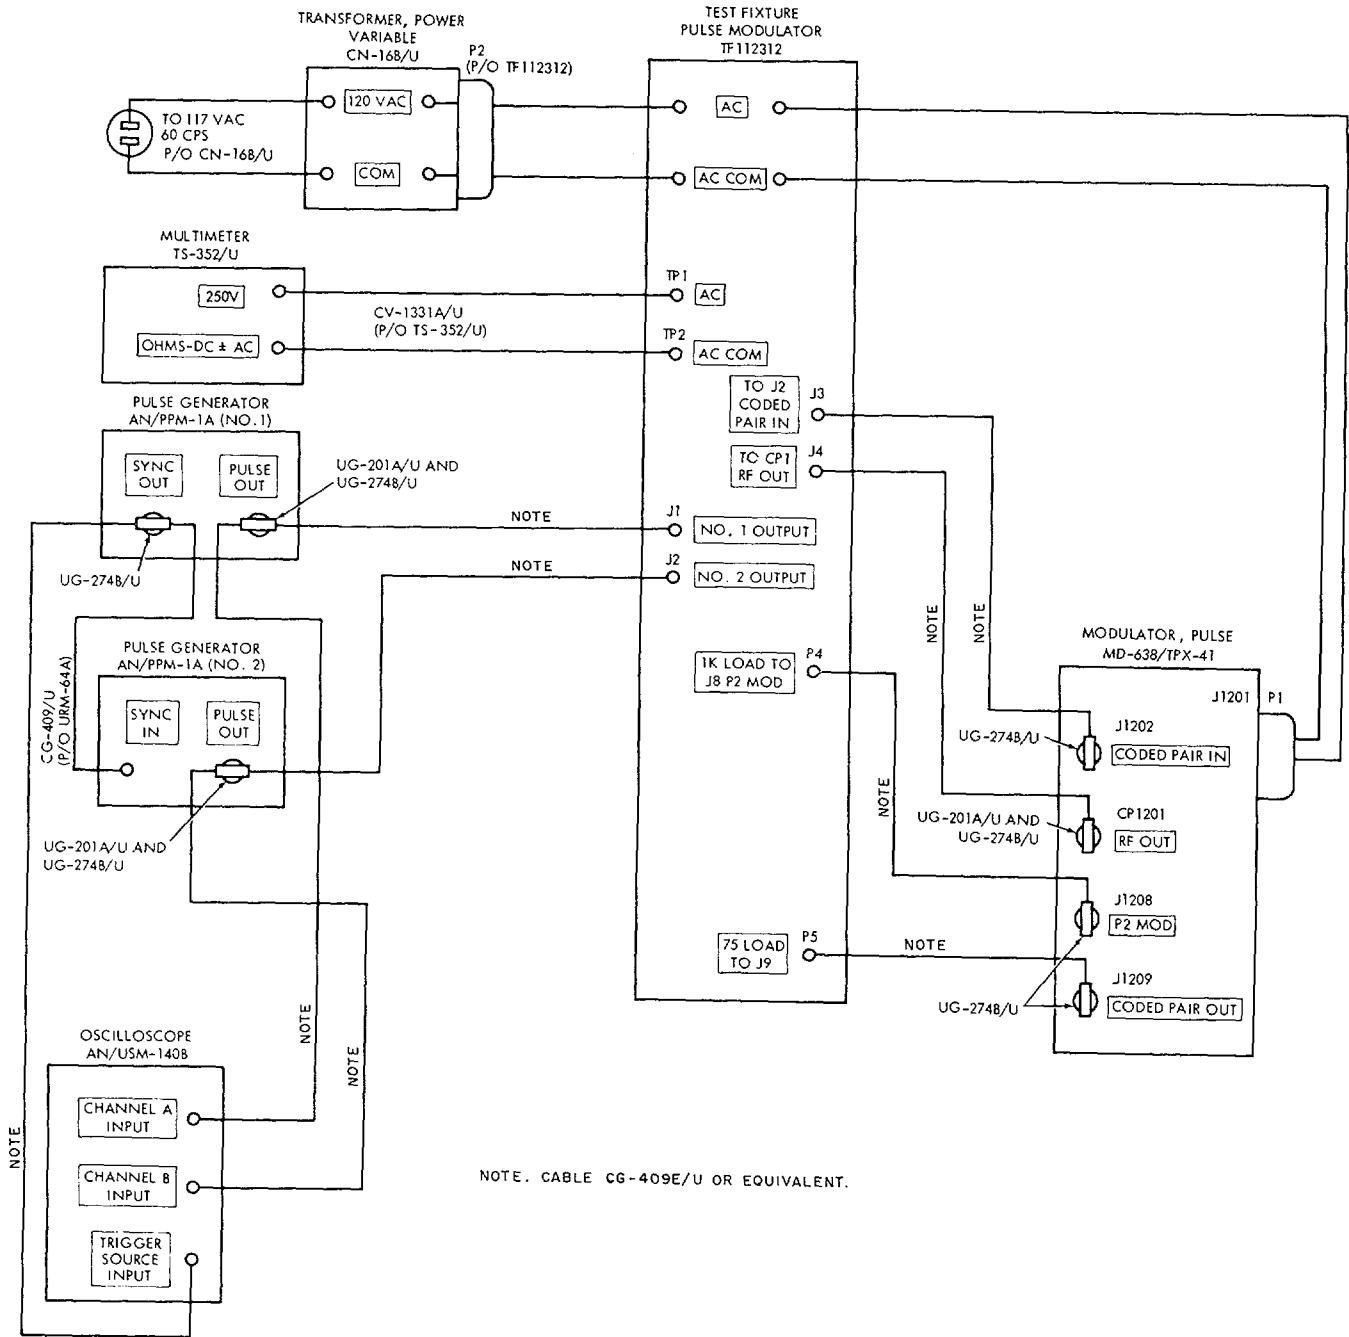 TRANSFORMER, POWER
VARIABLE
CN-16B/U
P2
(P/O TF112312)
TEST FIXTURE
PULSE MODULATOR
TF112312
120 VAC
COM
TO 117 VAC
60 CPS
P/O CN-16B/U
AC
AC COM
MULTIMETER
TS-352/U
250V
OHMS-DC ± AC
CV-1331A/U
(P/O TS-352/U)
TP1
AC
TP2
AC COM
TO J2
CODED
PAIR IN
J3
TO CP1
RF OUT
J4
PULSE GENERATOR
AN/PPM-1A (NO. 1)
SYNC
OUT
PULSE
OUT
UG-201A/U AND
UG-274B/U
UG-274B/U
NOTE
J1
NO. 1 OUTPUT
NOTE
J2
NO. 2 OUTPUT
NOTE
NOTE
PULSE GENERATOR
AN/PPM-1A (NO. 2)
SYNC
IN
PULSE
OUT
CG-409/U
(P/O URM-64A)
UG-201A/U AND
UG-274B/U
1K LOAD TO
J8 P2 MOD
P4
NOTE
MODULATOR, PULSE
MD-638/TPX-41
J1201
P1
UG-274B/U
J1202
CODED PAIR IN
UG-201A/U AND
UG-274B/U
CP1201
RF OUT
J1208
P2 MOD
75 LOAD
TO J9
P5
NOTE
UG-274B/U
J1209
CODED PAIR OUT
OSCILLOSCOPE
AN/USM-140B
CHANNEL A
INPUT
CHANNEL B
INPUT
TRIGGER
SOURCE
INPUT
NOTE
NOTE
NOTE
NOTE. CABLE CG-409E/U OR EQUIVALENT.